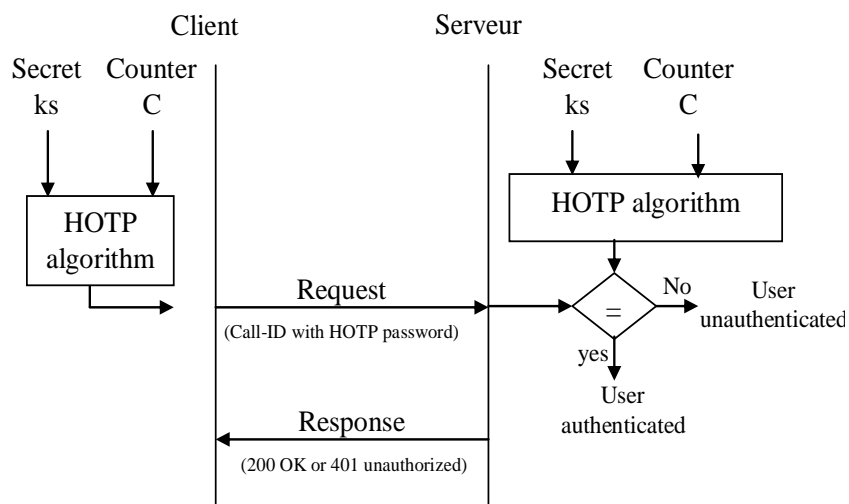 Client
Serveur
Secret
ks
Counter
C
Secret
ks
Counter
C
HOTP
algorithm
HOTP algorithm
Request
(Call-ID with HOTP password)
=
No
User
unauthenticated
yes
User
authenticated
Response
(200 OK or 401 unauthorized)